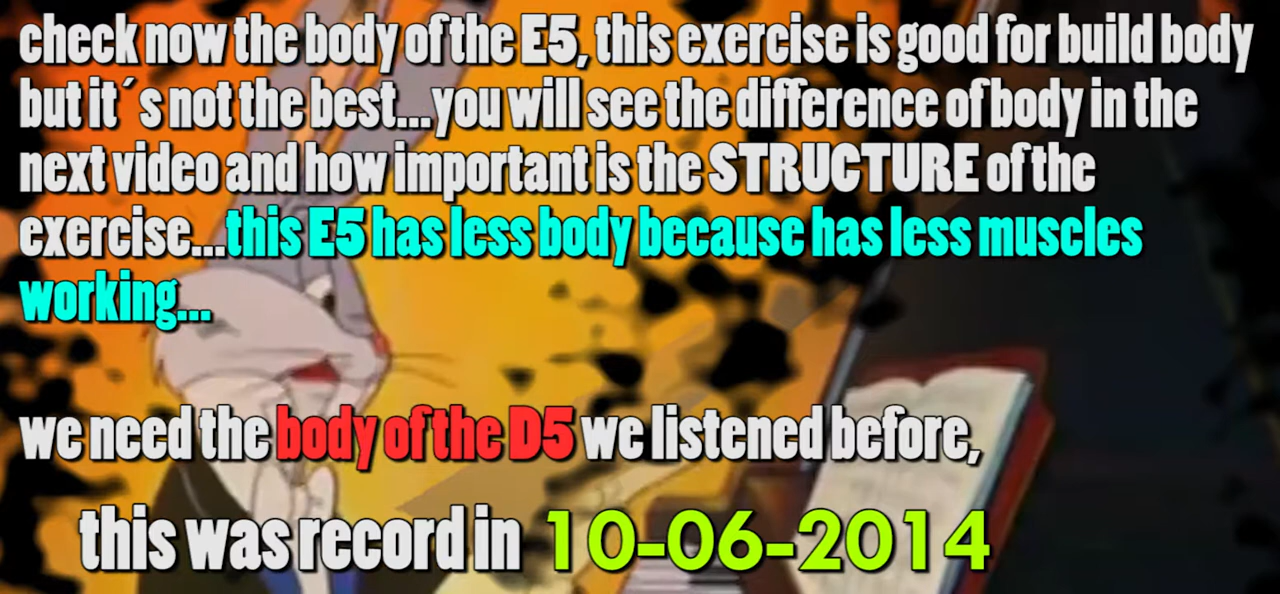 check now the body of the E5, this exercise is good for build body
but it´s not the best...you will see the difference of body in the
next video and how important is the STRUCTURE of the
exercise...this E5 has less body because has less muscles
working...
we need the body of the D5 we listened before,
this was record in 10-06-2014